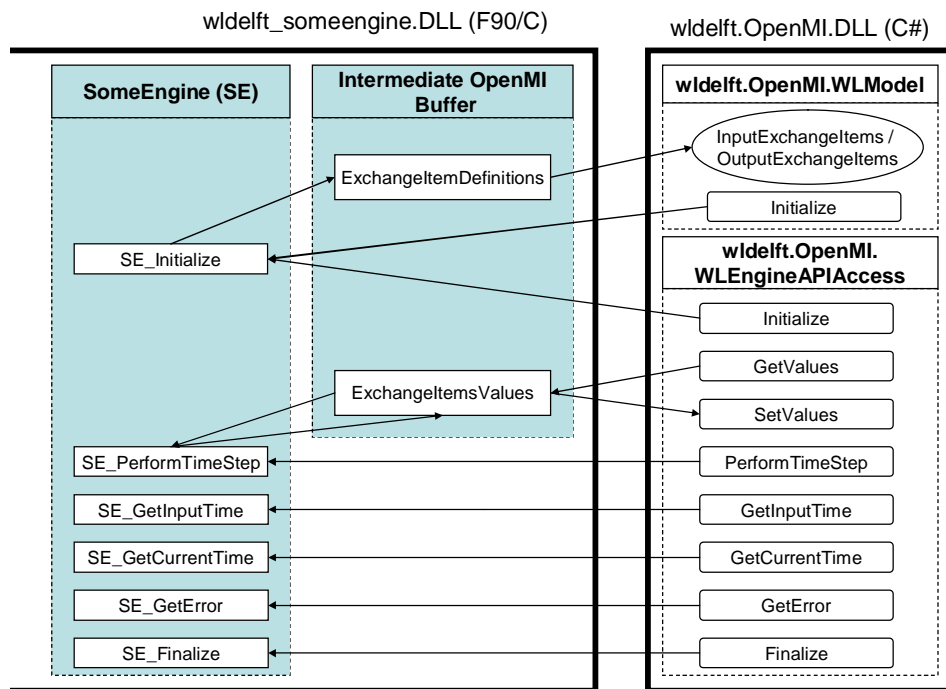 wldelft_someengine.DLL (F90/C)
wldelft.OpenMI.DLL (C#)
SomeEngine (SE)
Intermediate OpenMI
Buffer
wldelft.OpenMI.WLModel
InputExchangeItems /
OutputExchangeItems
ExchangeItemDefinitions
Initialize
SE_Initialize
wldelft.OpenMI.
WLEngineAPIAccess
Initialize
GetValues
ExchangeItemsValues
SetValues
SE_PerformTimeStep
PerformTimeStep
SE_GetInputTime
GetInputTime
SE_GetCurrentTime
GetCurrentTime
SE_GetError
GetError
SE_Finalize
Finalize